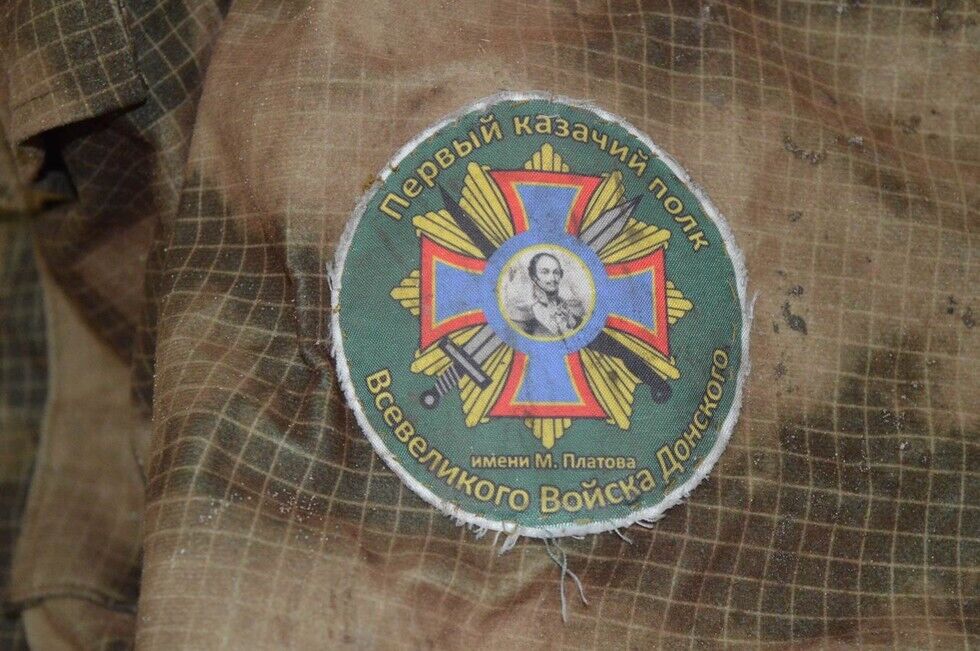 Первый казачий полк
имени М. Платова
Всевеликого Войска Донского